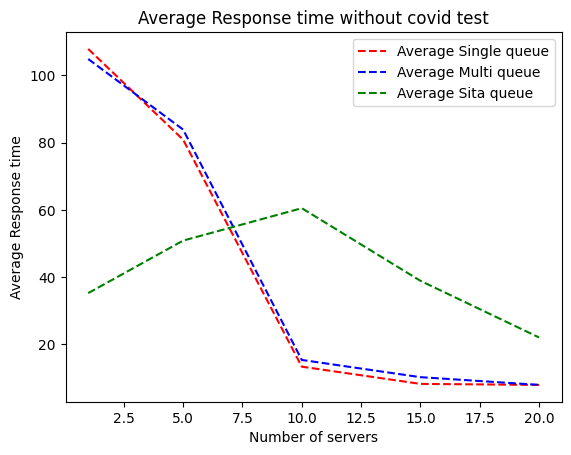 Average Response time without covid test
Average Single queue
Average Multi queue
Average Sita queue
Average Response time
100
80
60
40
20
2.5
5.0
7.5
10.0
12.5
15.0
17.5
20.0
Number of servers